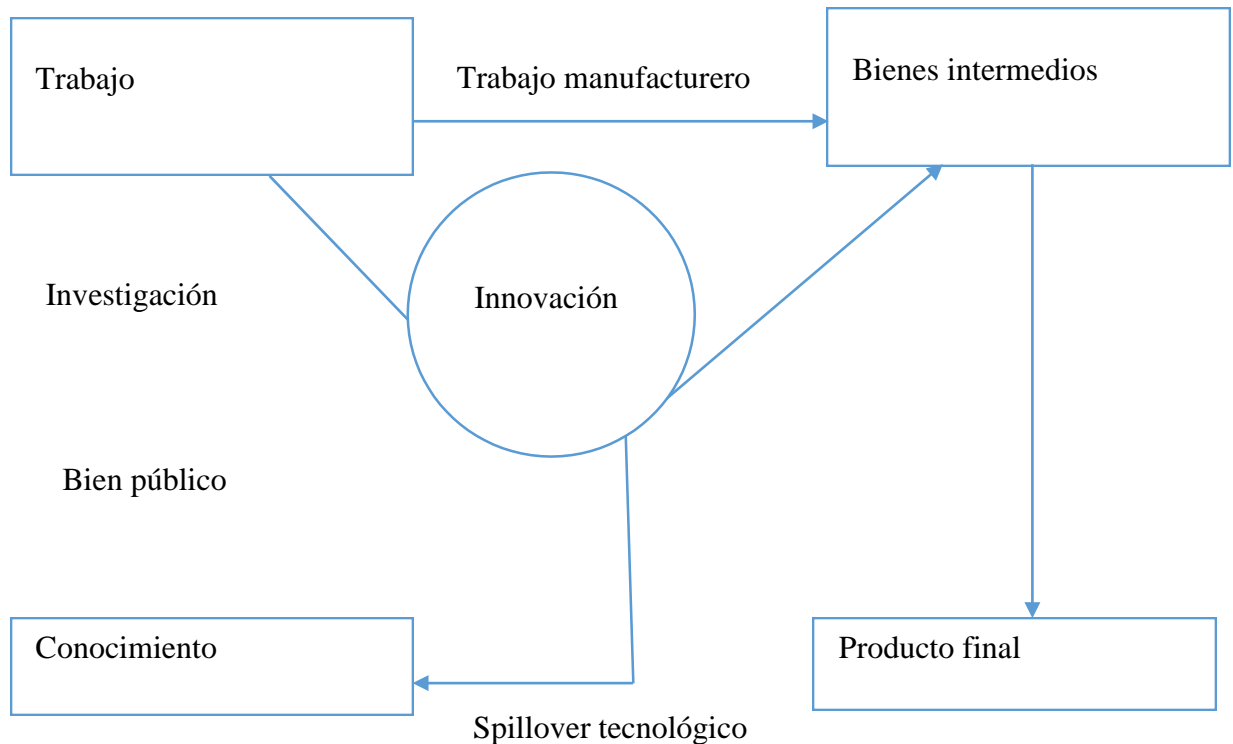 Trabajo
Trabajo manufacturero
Bienes intermedios
Investigación
Innovación
Bien público
Conocimiento
Producto final
Spillover tecnológico